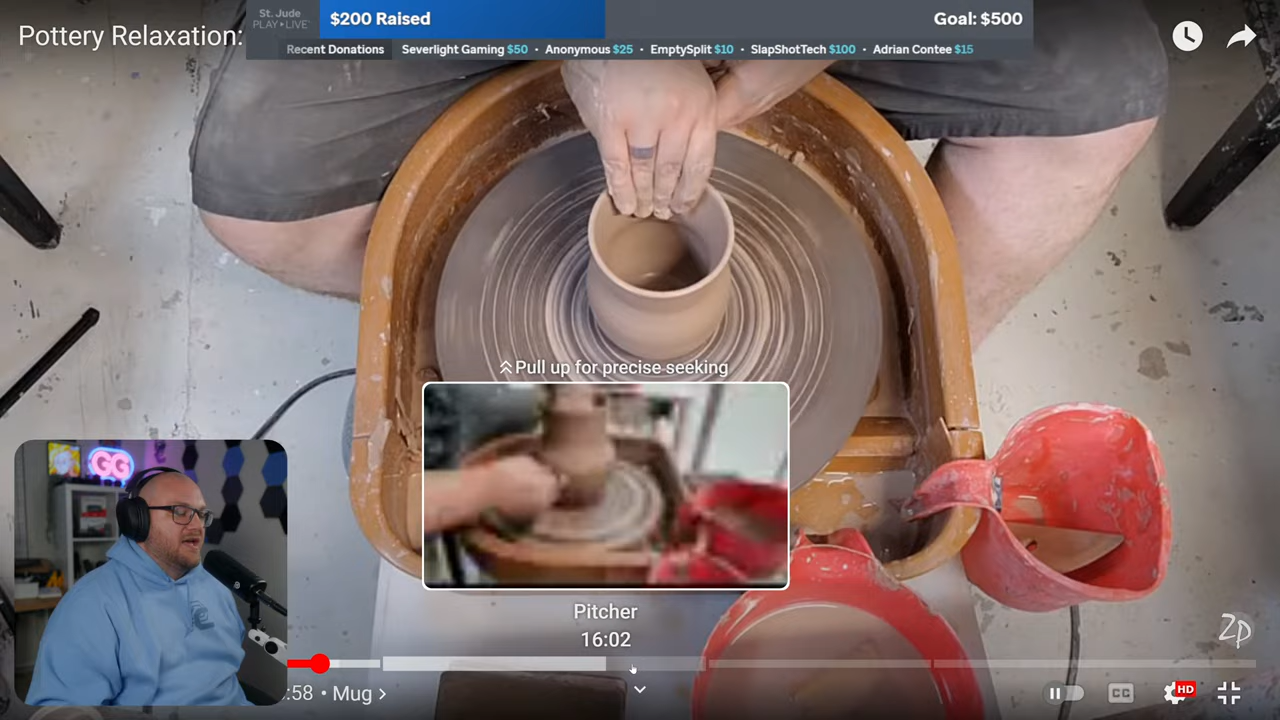 Pottery Relaxation:
St. Jude
PLAY LIVE
$200 Raised
Goal: $500
Recent Donations Severlight Gaming $50 • Anonymous $25 • EmptySplit $10 • SlapShotTech $100 • Adrian Contee $15
Pull up for precise seeking
GG
Pitcher
16:02
:58 • Mug
CC
HD